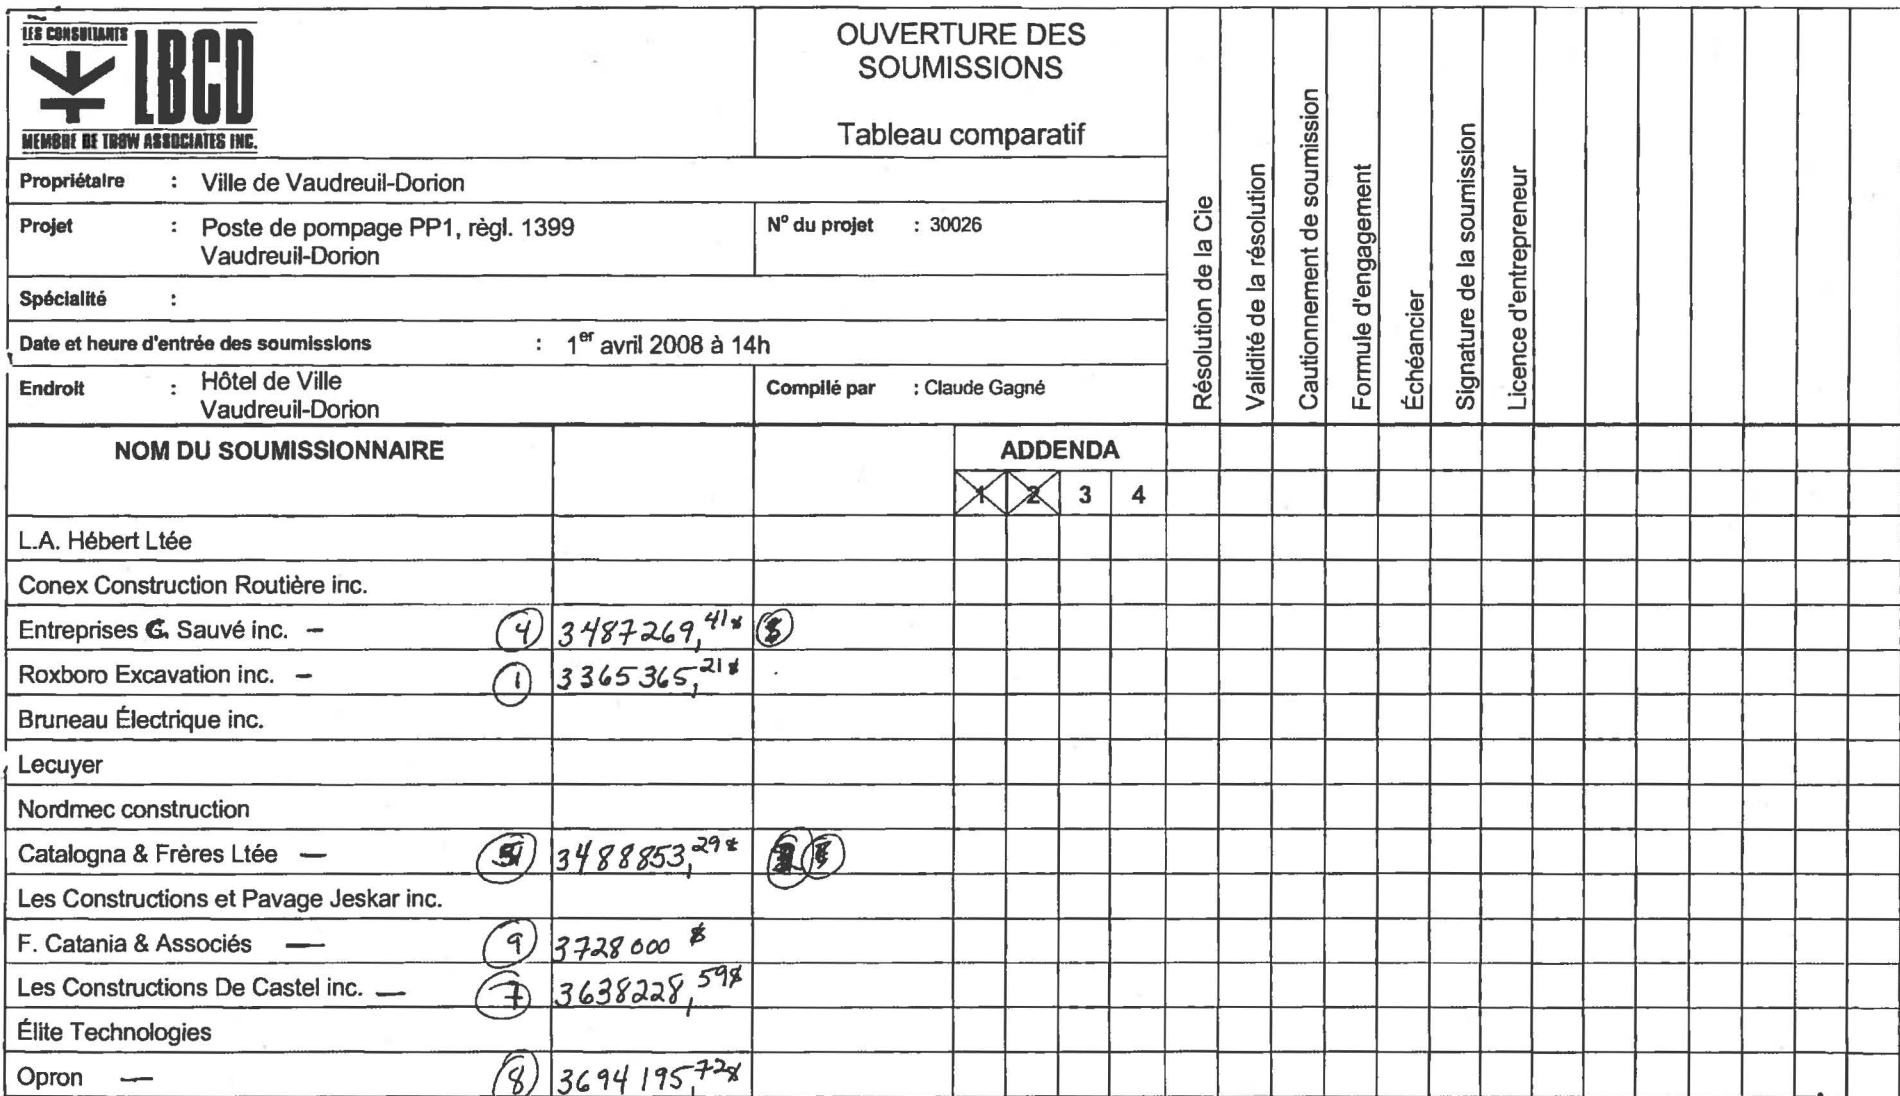 LES CONSULTANTS
LBCD
MEMBRE DE TROW ASSOCIATES INC.
OUVERTURE DES
SOUMISSIONS
Tableau comparatif
Propriétaire : Ville de Vaudreuil-Dorion
Projet : Poste de pompage PP1, règl. 1399
Vaudreuil-Dorion
N° du projet : 30026
Spécialité :
Date et heure d'entrée des soumissions : 1er avril 2008 à 14h
Endroit : Hôtel de Ville
Vaudreuil-Dorion
Compilé par : Claude Gagné
Résolution de la Cie
Validité de la résolution
Cautionnement de soumission
Formule d'engagement
Échéancier
Signature de la soumission
Licence d'entrepreneur
NOM DU SOUMISSIONNAIRE
ADDENDA
1 2 3 4
L.A. Hébert Ltée
Conex Construction Routière inc.
Entreprises G. Sauvé inc. – 4 3487269,41$
Roxboro Excavation inc. – 1 3365365,21$
Bruneau Électrique inc.
Lecuyer
Nordmec construction
Catalogna & Frères Ltée — 5 3488853,29$
Les Constructions et Pavage Jeskar inc.
F. Catania & Associés — 9 3728000 $
Les Constructions De Castel inc. — 7 3638228,59$
Élite Technologies
Opron — 8 3694195,72$